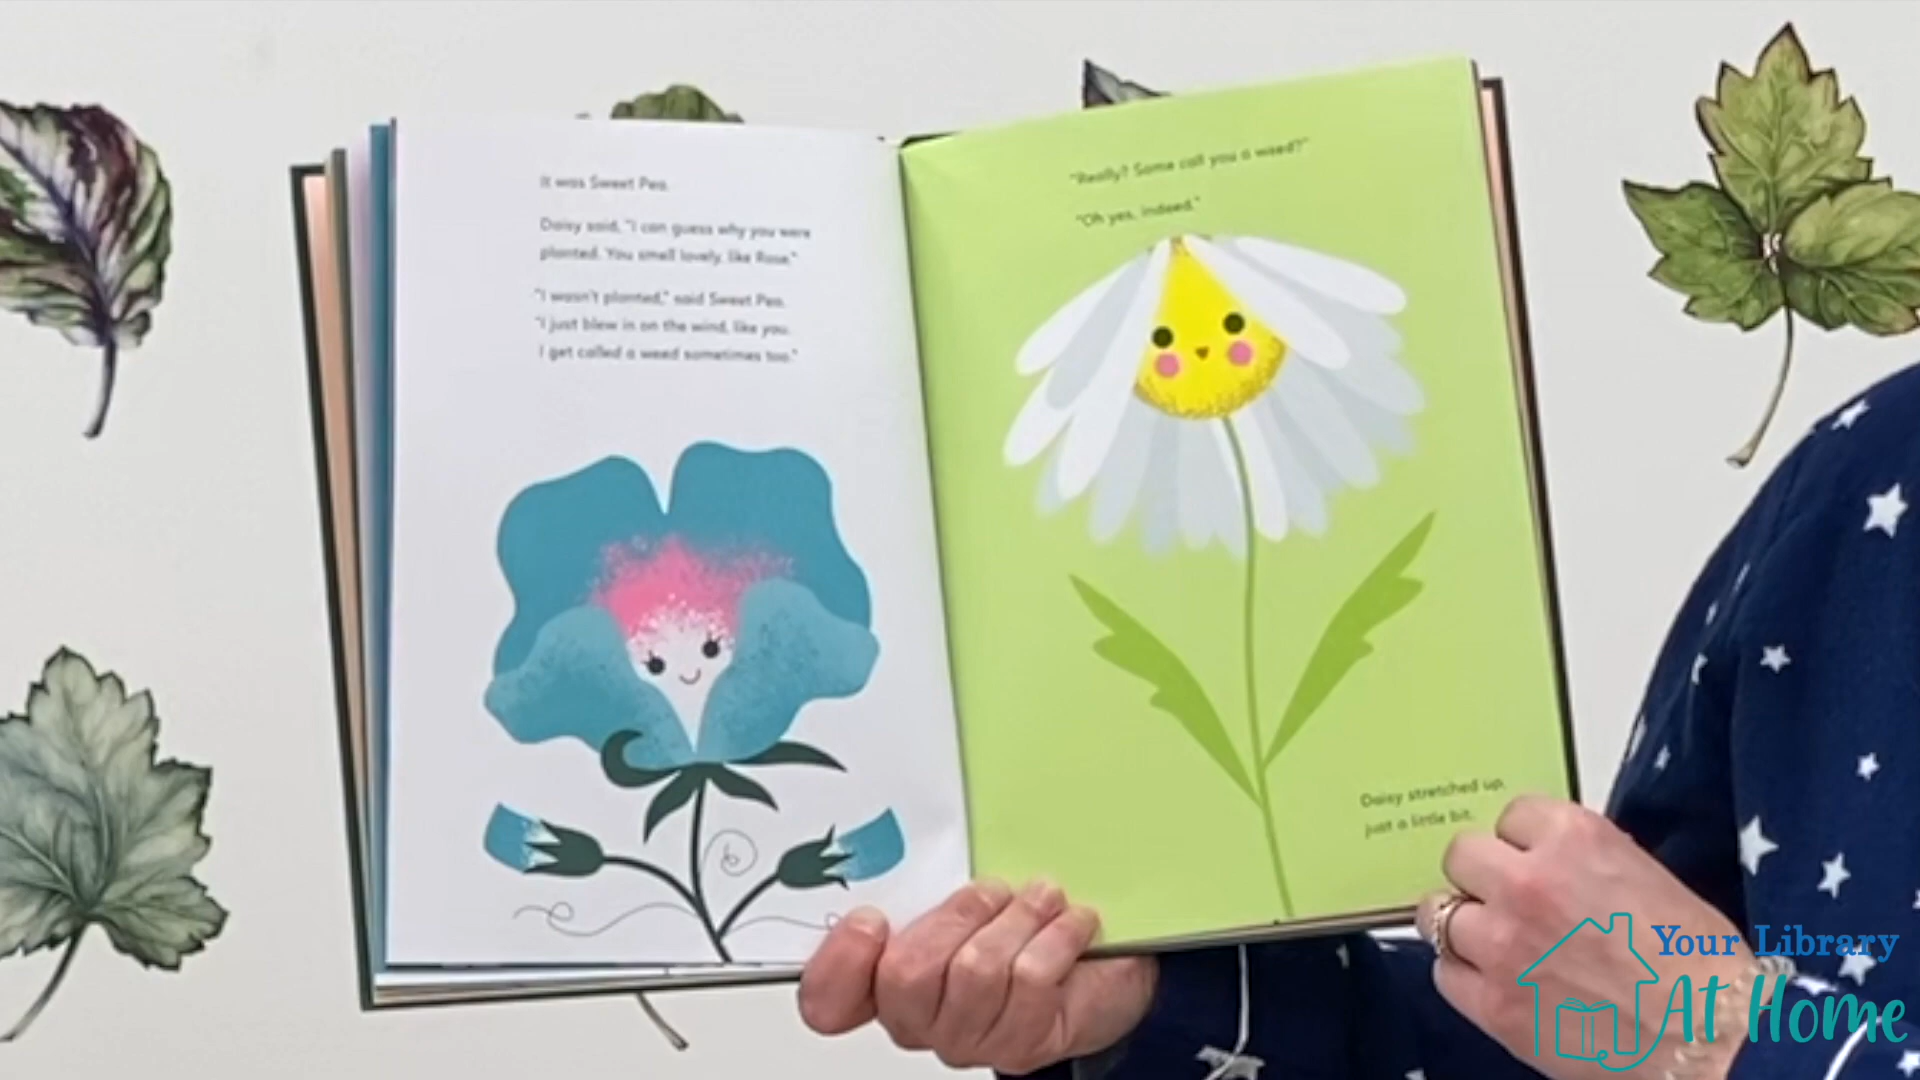 It was Sweet Pea.
Daisy said, "I can guess why you were
planted. You smell lovely, like Rose."
"I wasn't planted," said Sweet Pea.
"I just blew in on the wind, like you.
I get called a weed sometimes too."
"Really? Some call you a weed?"
"Oh yes, indeed."
Daisy stretched up,
just a little bit.
Your Library
At Home